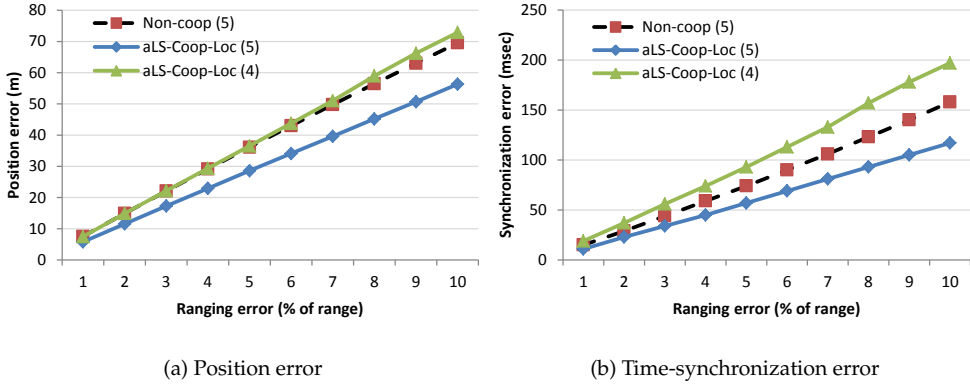 Position error (m)
80
70
60
50
40
30
20
10
0
Non-coop (5)
aLS-Coop-Loc (5)
aLS-Coop-Loc (4)
1 2 3 4 5 6 7 8 9 10
Ranging error (% of range)
(a) Position error
Synchronization error (msec)
250
200
150
100
50
0
Non-coop (5)
aLS-Coop-Loc (5)
aLS-Coop-Loc (4)
1 2 3 4 5 6 7 8 9 10
Ranging error (% of range)
(b) Time-synchronization error